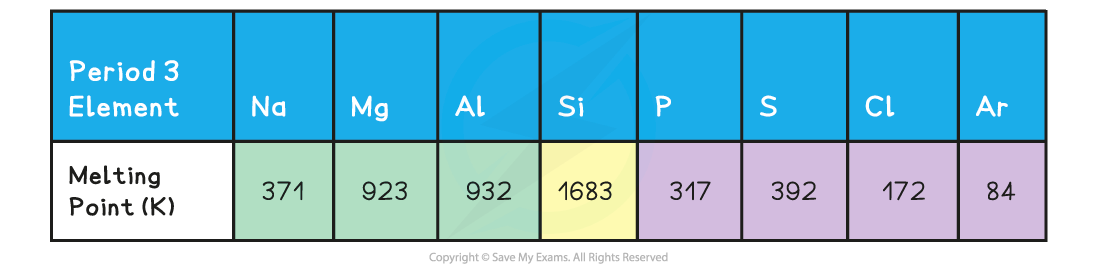 Period 3
Element Na Mg Al Si P S Cl Ar
Melting
Point (K) 371 923 932 1683 317 392 172 84
Copyright © Save My Exams. All Rights Reserved